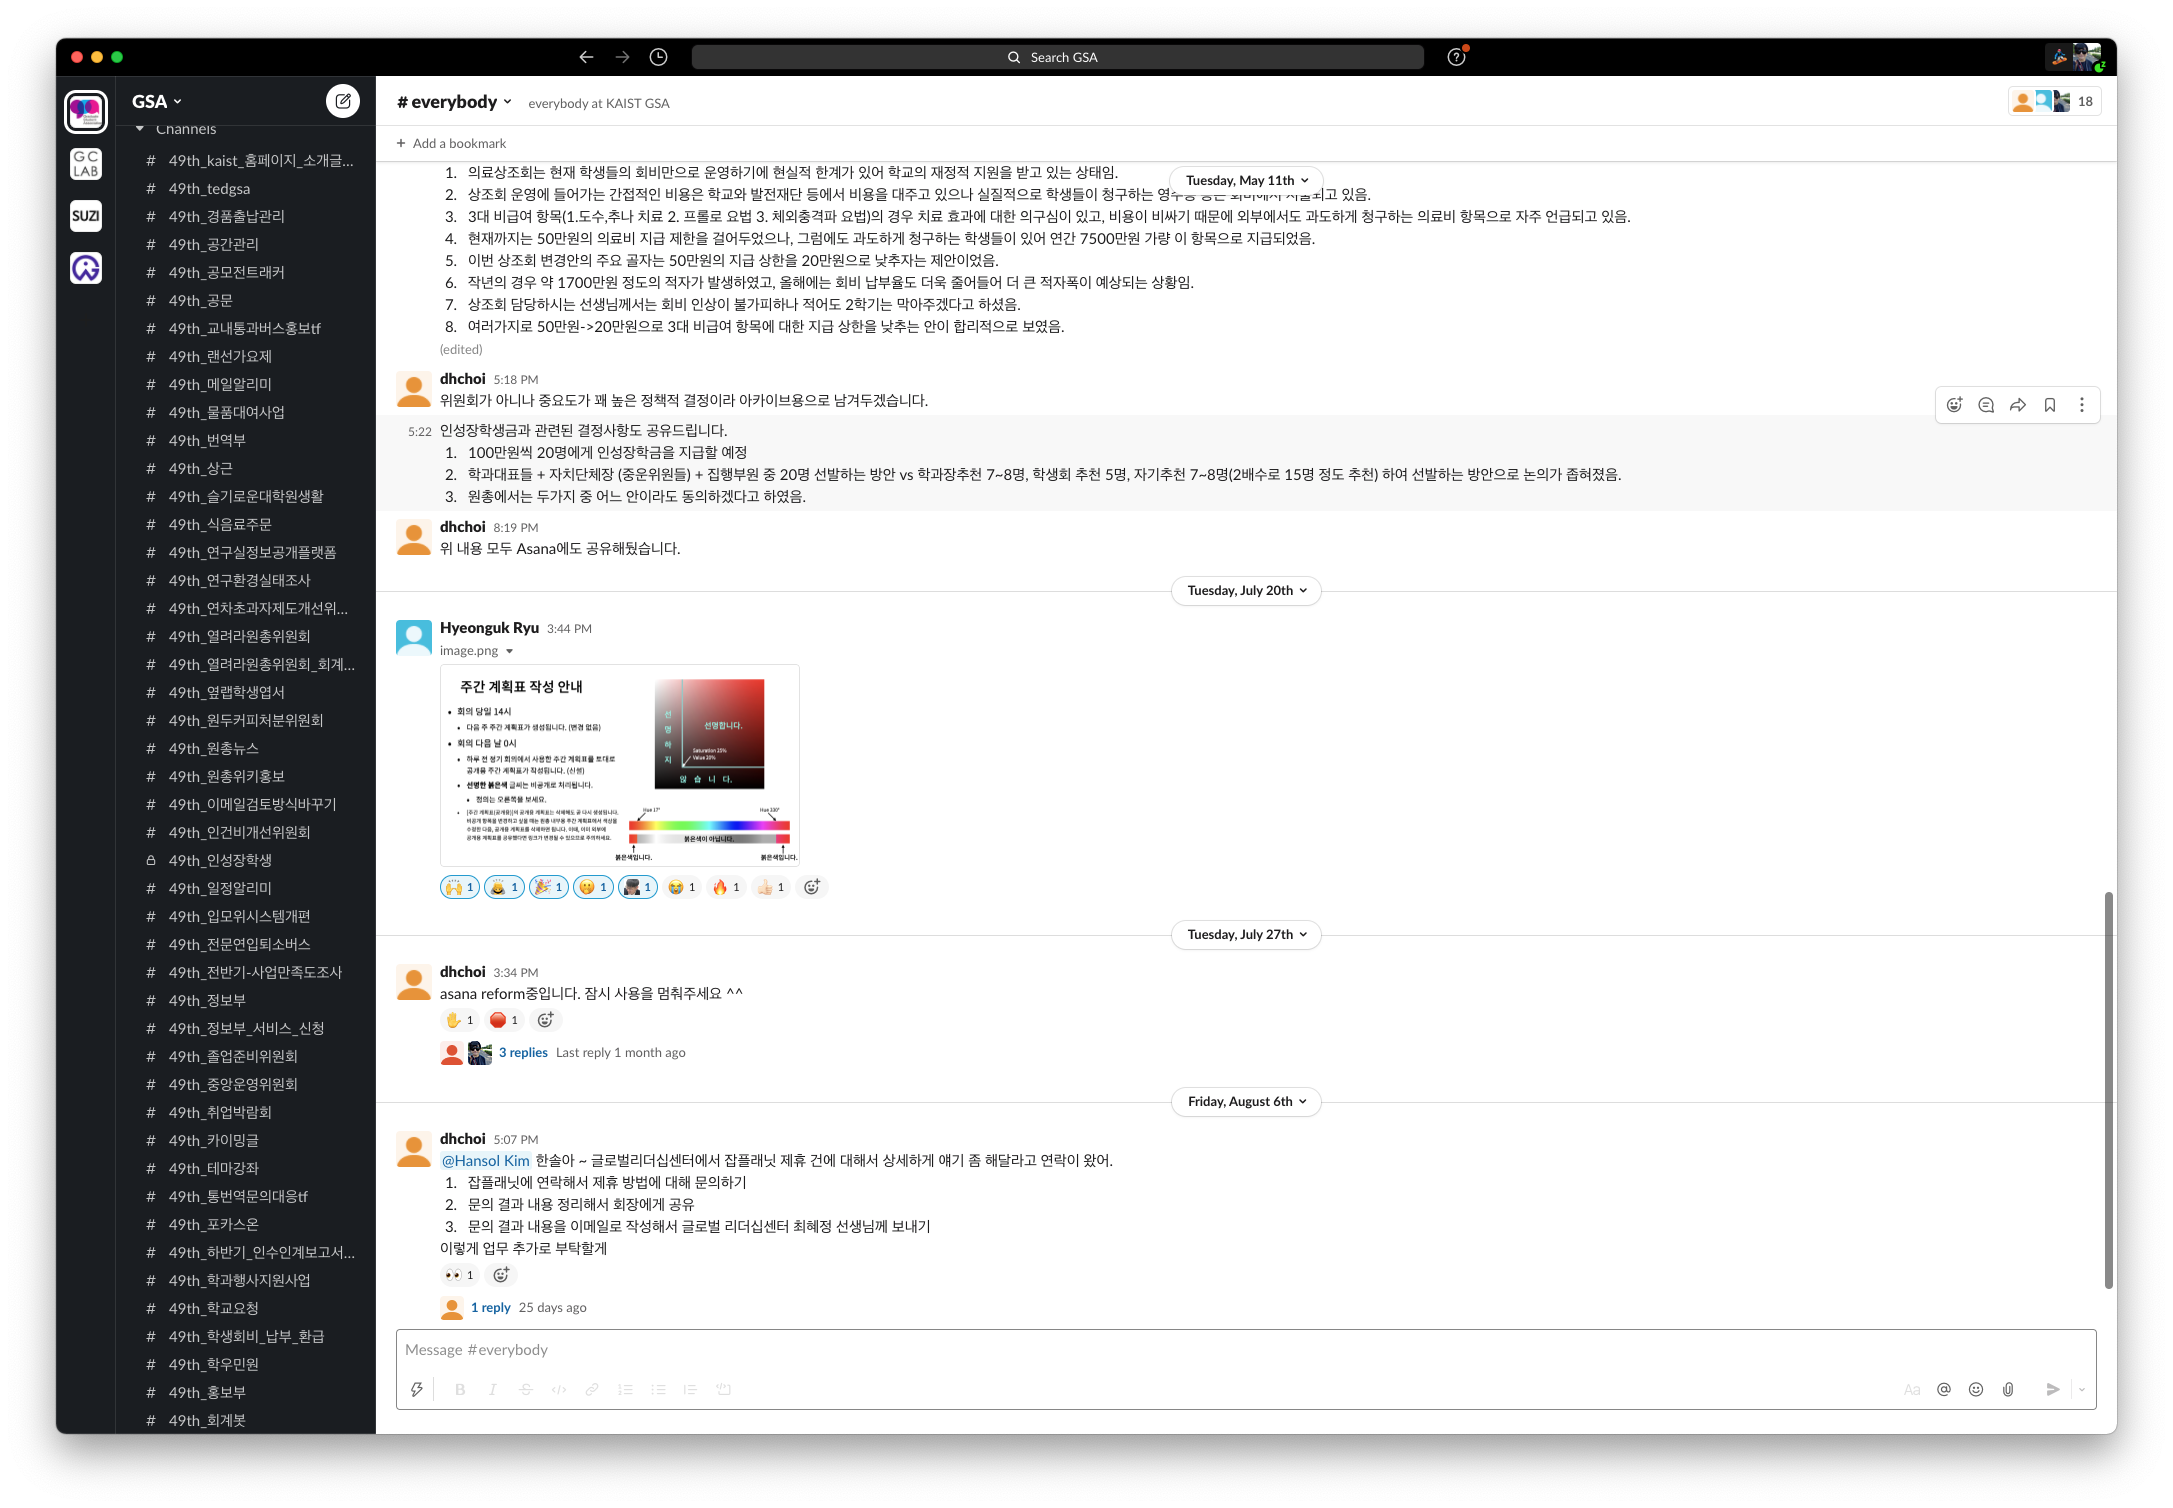 Search GSA
GSA
# everybody
everybody at KAIST GSA
18
GC
LAB
SUZI
Channels
# 49th_kaist_홈페이지_소개글...
# 49th_tedgsa
# 49th_경품출납관리
# 49th_공간관리
# 49th_공모전트래커
# 49th_공문
# 49th_교내통과버스홍보tf
# 49th_랜선가요제
# 49th_메일알리미
# 49th_물품대여사업
# 49th_번역부
# 49th_상근
# 49th_슬기로운대학원생활
# 49th_식음료주문
# 49th_연구실정보공개플랫폼
# 49th_연구환경실태조사
# 49th_연차초과자제도개선위...
# 49th_열려라원총위원회
# 49th_열려라원총위원회_회계...
# 49th_옆랩학생엽서
# 49th_원두커피처분위원회
# 49th_원총뉴스
# 49th_원총위키홍보
# 49th_이메일검토방식바꾸기
# 49th_인건비개선위원회
49th_인성장학생
# 49th_일정알리미
# 49th_입모위시스템개편
# 49th_전문연입퇴소버스
# 49th_전반기-사업만족도조사
# 49th_정보부
# 49th_정보부_서비스_신청
# 49th_졸업준비위원회
# 49th_중앙운영위원회
# 49th_취업박람회
# 49th_카이밍글
# 49th_테마강좌
# 49th_통번역문의대응tf
# 49th_포카스온
# 49th_하반기_인수인계보고서...
# 49th_학과행사지원사업
# 49th_학교요청
# 49th_학생회비_납부_환급
# 49th_학우민원
# 49th_홍보부
# 49th_회계봇
+ Add a bookmark
Tuesday, May 11th
1. 의료상조회는 현재 학생들의 회비만으로 운영하기에 현실적 한계가 있어 학교의 재정적 지원을 받고 있는 상태임.
2. 상조회 운영에 들어가는 간접적인 비용은 학교와 발전재단 등에서 비용을 대주고 있으나 실질적으로 학생들이 청구하는 영수증 등은 회비에서 지출되고 있음.
3. 3대 비급여 항목(1.도수,추나 치료 2. 프롤로 요법 3. 체외충격파 요법)의 경우 치료 효과에 대한 의구심이 있고, 비용이 비싸기 때문에 외부에서도 과도하게 청구하는 의료비 항목으로 자주 언급되고 있음.
4. 현재까지는 50만원의 의료비 지급 제한을 걸어두었으나, 그럼에도 과도하게 청구하는 학생들이 있어 연간 7500만원 가량 이 항목으로 지급되었음.
5. 이번 상조회 변경안의 주요 골자는 50만원의 지급 상한을 20만원으로 낮추자는 제안이었음.
6. 작년의 경우 약 1700만원 정도의 적자가 발생하였고, 올해에는 회비 납부율도 더욱 줄어들어 더 큰 적자폭이 예상되는 상황임.
7. 상조회 담당하시는 선생님께서는 회비 인상이 불가피하나 적어도 2학기는 막아주겠다고 하셨음.
8. 여러가지로 50만원->20만원으로 3대 비급여 항목에 대한 지급 상한을 낮추는 안이 합리적으로 보였음.
(edited)
dhchoi 5:18 PM
위원회가 아니나 중요도가 꽤 높은 정책적 결정이라 아카이브용으로 남겨두겠습니다.
5:22 인성장학생금과 관련된 결정사항도 공유드립니다.
1. 100만원씩 20명에게 인성장학금을 지급할 예정
2. 학과대표들 + 자치단체장 (중운위원들) + 집행부원 중 20명 선발하는 방안 vs 학과장추천 7~8명, 학생회 추천 5명, 자기추천 7~8명(2배수로 15명 정도 추천) 하여 선발하는 방안으로 논의가 좁혀졌음.
3. 원총에서는 두가지 중 어느 안이라도 동의하겠다고 하였음.
dhchoi 8:19 PM
위 내용 모두 Asana에도 공유해뒀습니다.
Tuesday, July 20th
Hyeonguk Ryu 3:44 PM
image.png
주간 계획표 작성 안내
• 회의 당일 14시
• 다음 주 주간 계획표가 생성됩니다. (변경 없음)
• 회의 다음 날 0시
• 하루 전 정기 회의에서 사용한 주간 계획표를 토대로
공개용 주간 계획표가 작성됩니다. (신설)
• 선명한 붉은색 글씨는 비공개로 처리됩니다.
• 정의는 오른쪽을 보세요.
선명합니다.
선명하지
않습니다.
Saturation 25%
Value 20%
Hue 17°
Hue 330°
붉은색이 아닙니다.
붉은색입니다.
붉은색입니다.
1 1 1 1 1 1 1 1
Tuesday, July 27th
dhchoi 3:34 PM
asana reform중입니다. 잠시 사용을 멈춰주세요 ^^
1 1
3 replies Last reply 1 month ago
Friday, August 6th
dhchoi 5:07 PM
@Hansol Kim 한솔아 ~ 글로벌리더십센터에서 잡플래닛 제휴 건에 대해서 상세하게 얘기 좀 해달라고 연락이 왔어.
1. 잡플래닛에 연락해서 제휴 방법에 대해 문의하기
2. 문의 결과 내용 정리해서 회장에게 공유
3. 문의 결과 내용을 이메일로 작성해서 글로벌 리더십센터 최혜정 선생님께 보내기
이렇게 업무 추가로 부탁할게
1
1 reply 25 days ago
Message #everybody
B I S
Aa @